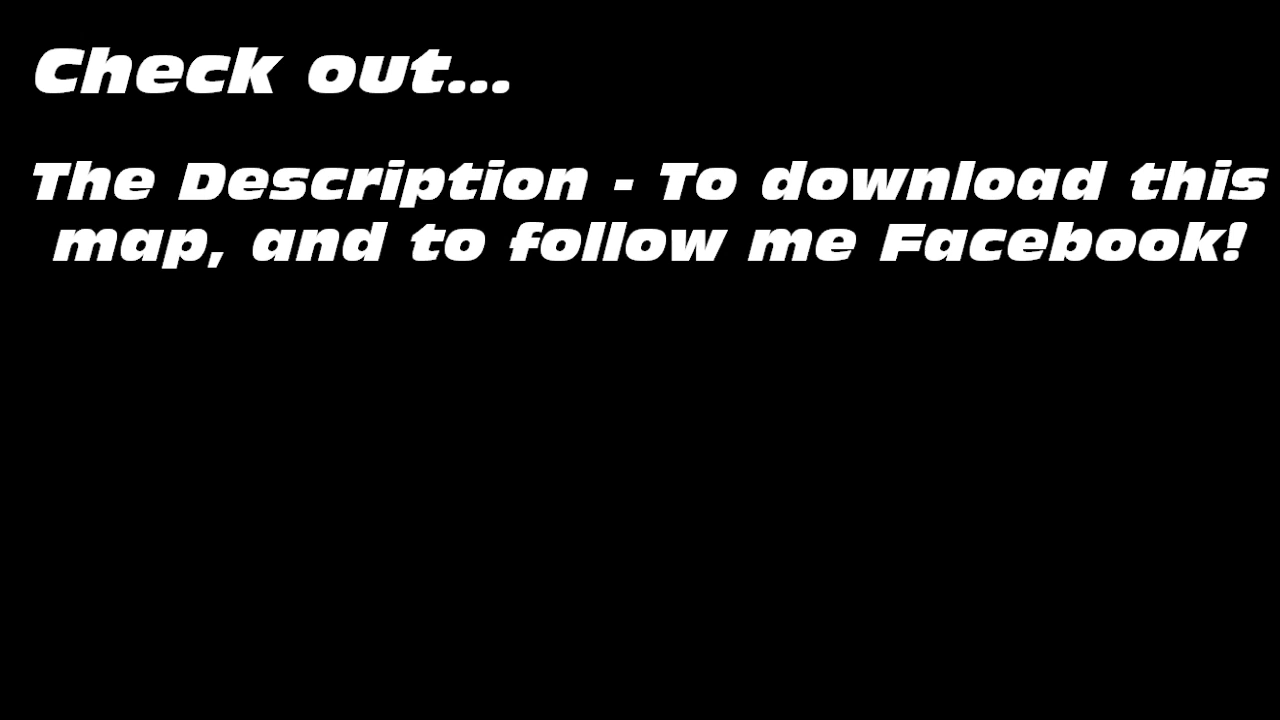 Check out...
The Description - To download this
map, and to follow me Facebook!